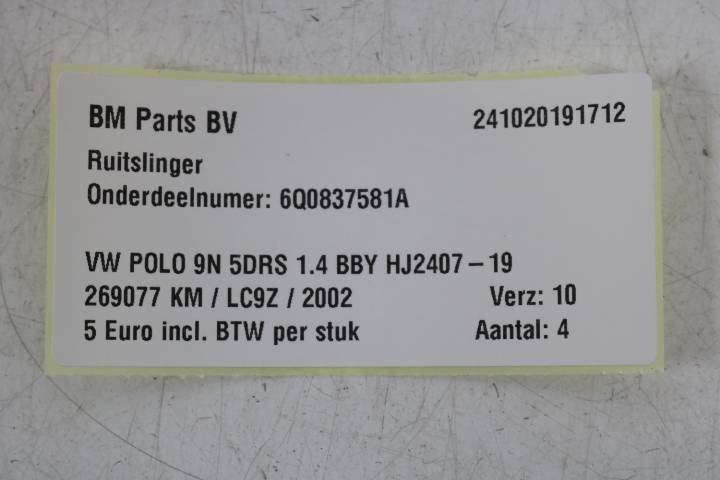 BM Parts BV 241020191712
Ruitslinger
Onderdeelnumer: 6Q0837581A
VW POLO 9N 5DRS 1.4 BBY HJ2407-19
269077 KM / LC9Z / 2002 Verz: 10
5 Euro incl. BTW per stuk Aantal: 4